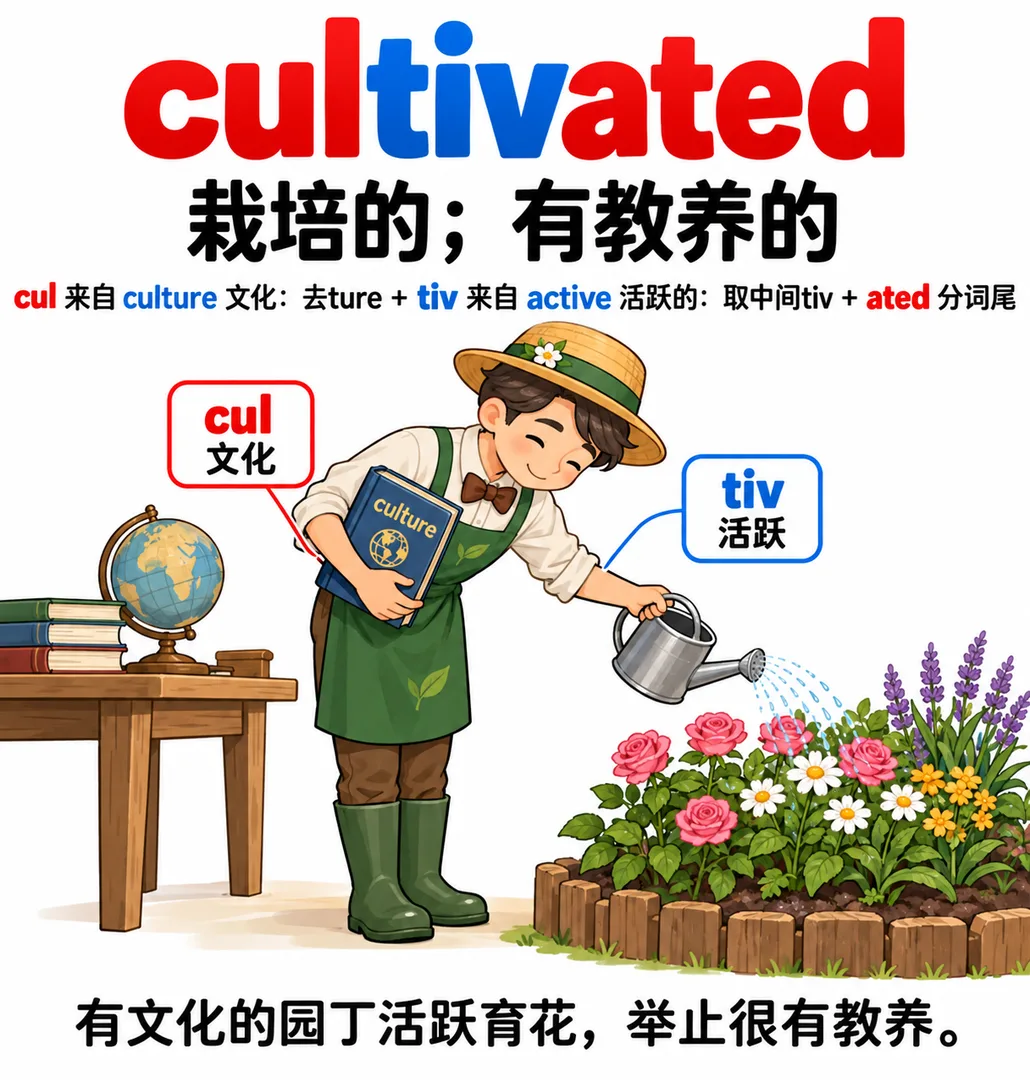 cultivated
栽培的；有教养的
cul 来自 culture 文化：去ture + tiv 来自 active 活跃的：取中间tiv + ated 分词尾
cul
文化
tiv
活跃
culture
有文化的园丁活跃育花，举止很有教养。